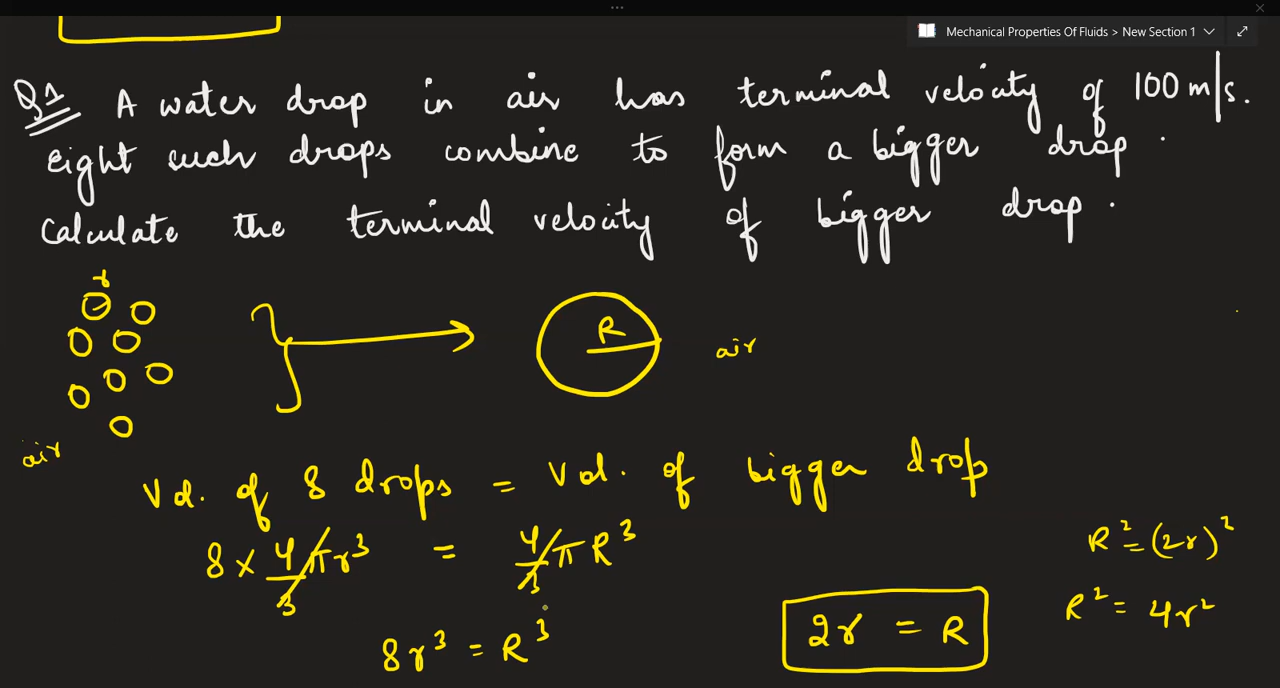 Mechanical Properties Of Fluids > New Section 1
Q1 A water drop in air has terminal velocity of 100 m/s.
eight such drops combine to form a bigger drop.
Calculate the terminal velocity of bigger drop.
r
R
air
air
Vol. of 8 drops = Vol. of bigger drop
8 × 4/3 πr³ = 4/3 πR³
R² = (2r)²
R² = 4r²
2r = R
8r³ = R³